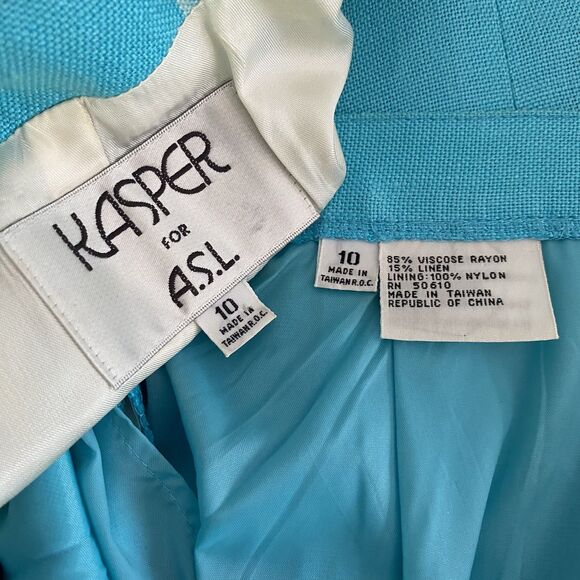 KASPER
FOR
A.S.L.
10
MADE IN
TAIWAN R.O.C.
10
MADE IN
TAIWAN R.O.C.
85% VISCOSE RAYON
15% LINEN
LINING:100% NYLON
RN 50610
MADE IN TAIWAN
REPUBLIC OF CHINA